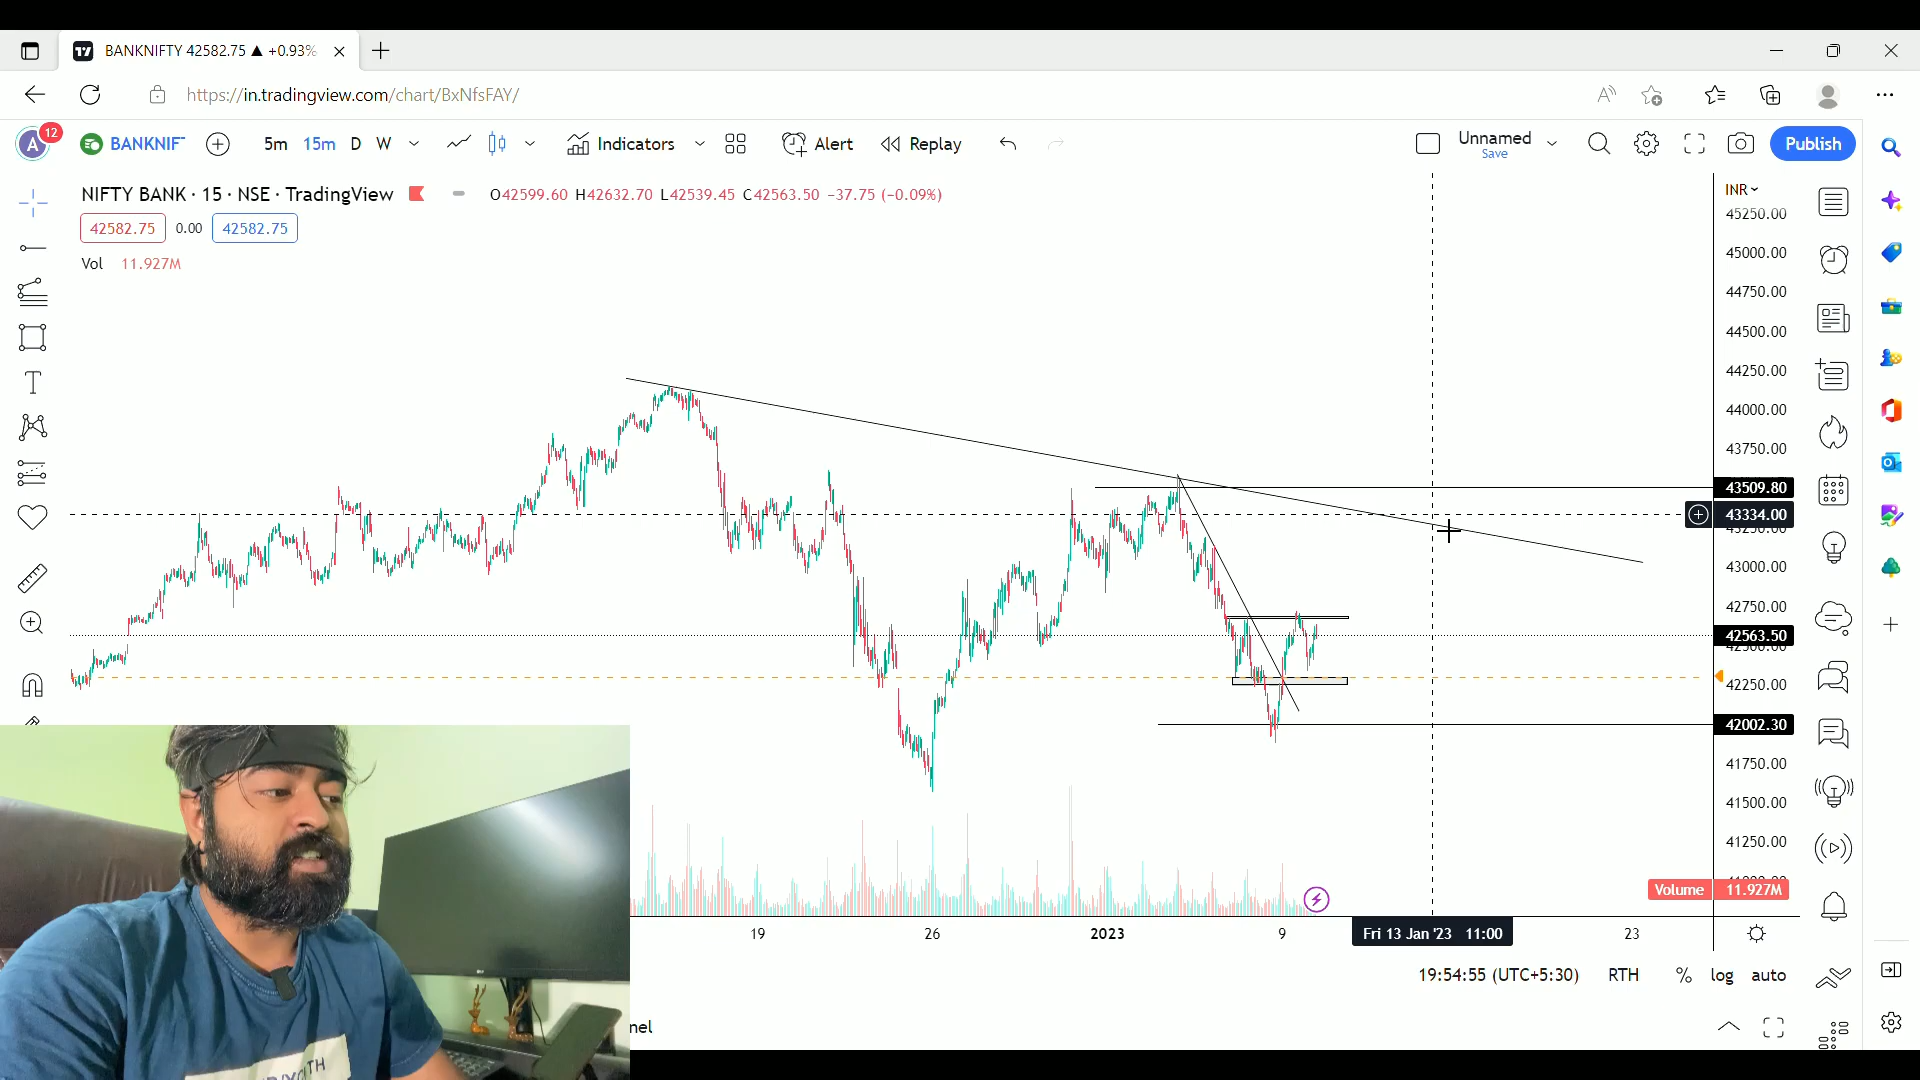 BANKNIFTY 42582.75 ▲ +0.93%
https://in.tradingview.com/chart/BxNfsFAY/
A 12 BANKNIF 5m 15m D W Indicators Alert Replay Unnamed Save Publish
NIFTY BANK · 15 · NSE · TradingView O42599.60 H42632.70 L42539.45 C42563.50 −37.75 (−0.09%)
INR
42582.75 0.00 42582.75
Vol 11.927M
45250.00
45000.00
44750.00
44500.00
44250.00
44000.00
43750.00
43509.80
43334.00
43000.00
42750.00
42563.50
42250.00
42002.30
41750.00
41500.00
41250.00
Volume 11.927M
19 26 2023 9 Fri 13 Jan '23 11:00 23
19:54:55 (UTC+5:30) RTH % log auto
nel